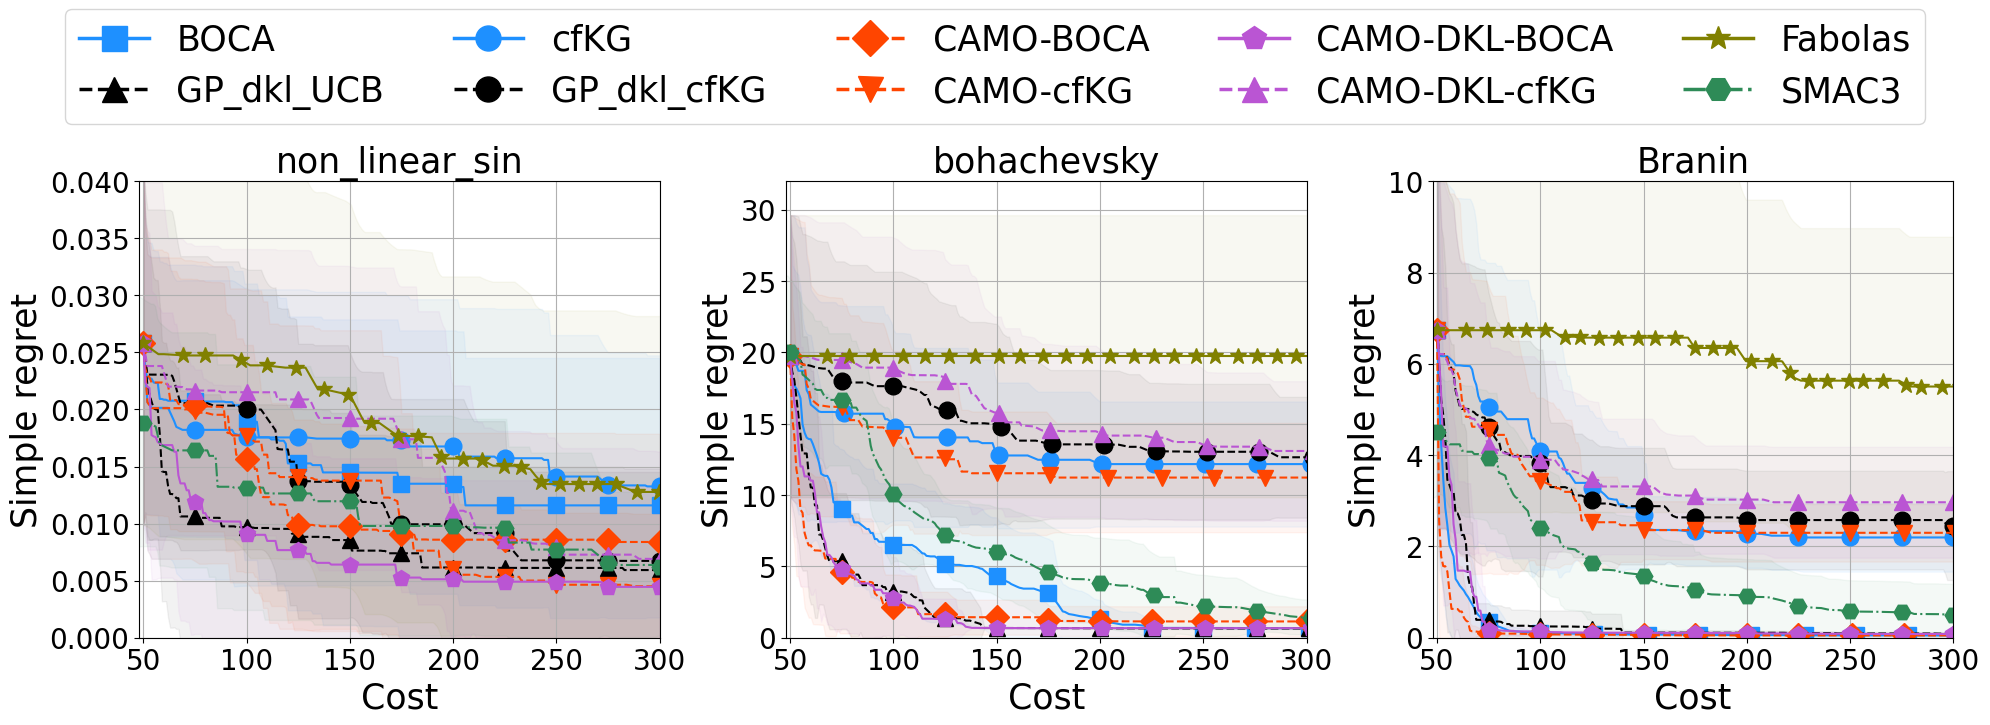 BOCA cfKG CAMO-BOCA CAMO-DKL-BOCA Fabolas
GP_dkl_UCB GP_dkl_cfKG CAMO-cfKG CAMO-DKL-cfKG SMAC3
non_linear_sin
0.040
0.035
0.030
0.025
0.020
0.015
0.010
0.005
0.000
Simple regret
50 100 150 200 250 300
Cost
bohachevsky
30
25
20
15
10
5
0
Simple regret
50 100 150 200 250 300
Cost
Branin
10
8
6
4
2
0
Simple regret
50 100 150 200 250 300
Cost